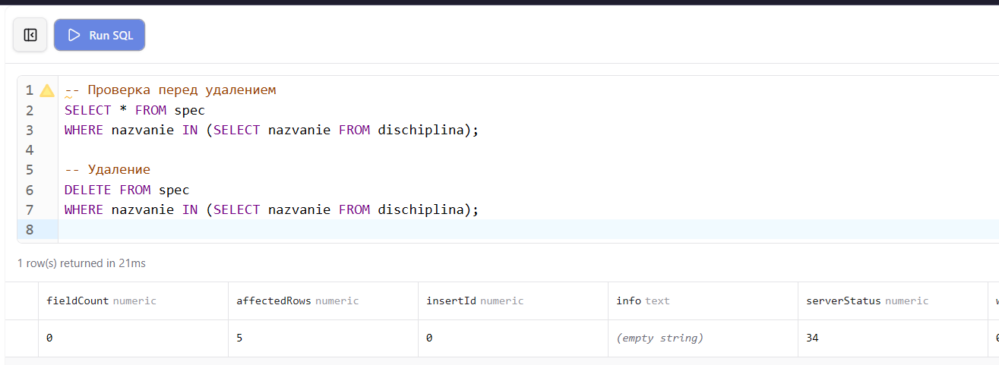 Run SQL
1 -- Проверка перед удалением
2 SELECT * FROM spec
3 WHERE nazvanie IN (SELECT nazvanie FROM dischiplina);
4
5 -- Удаление
6 DELETE FROM spec
7 WHERE nazvanie IN (SELECT nazvanie FROM dischiplina);
8
1 row(s) returned in 21ms
fieldCount numeric affectedRows numeric insertId numeric info text serverStatus numeric
0 5 0 (empty string) 34